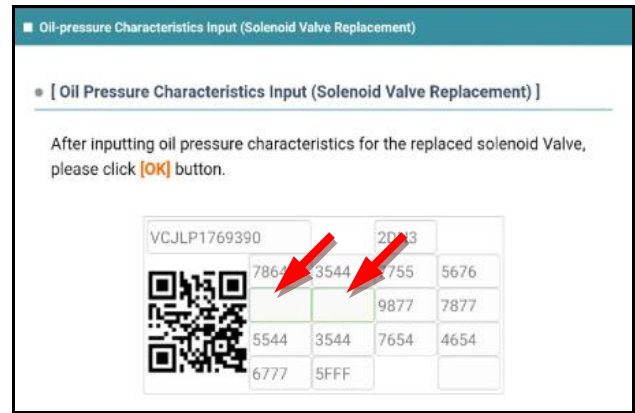 Oil-pressure Characteristics Input (Solenoid Valve Replacement)
[ Oil Pressure Characteristics Input (Solenoid Valve Replacement) ]
After inputting oil pressure characteristics for the replaced solenoid Valve,
please click [OK] button.
VCJLP1769390
7864 3544 5676
9877 7877
5544 3544 7654 4654
6777 5FFF